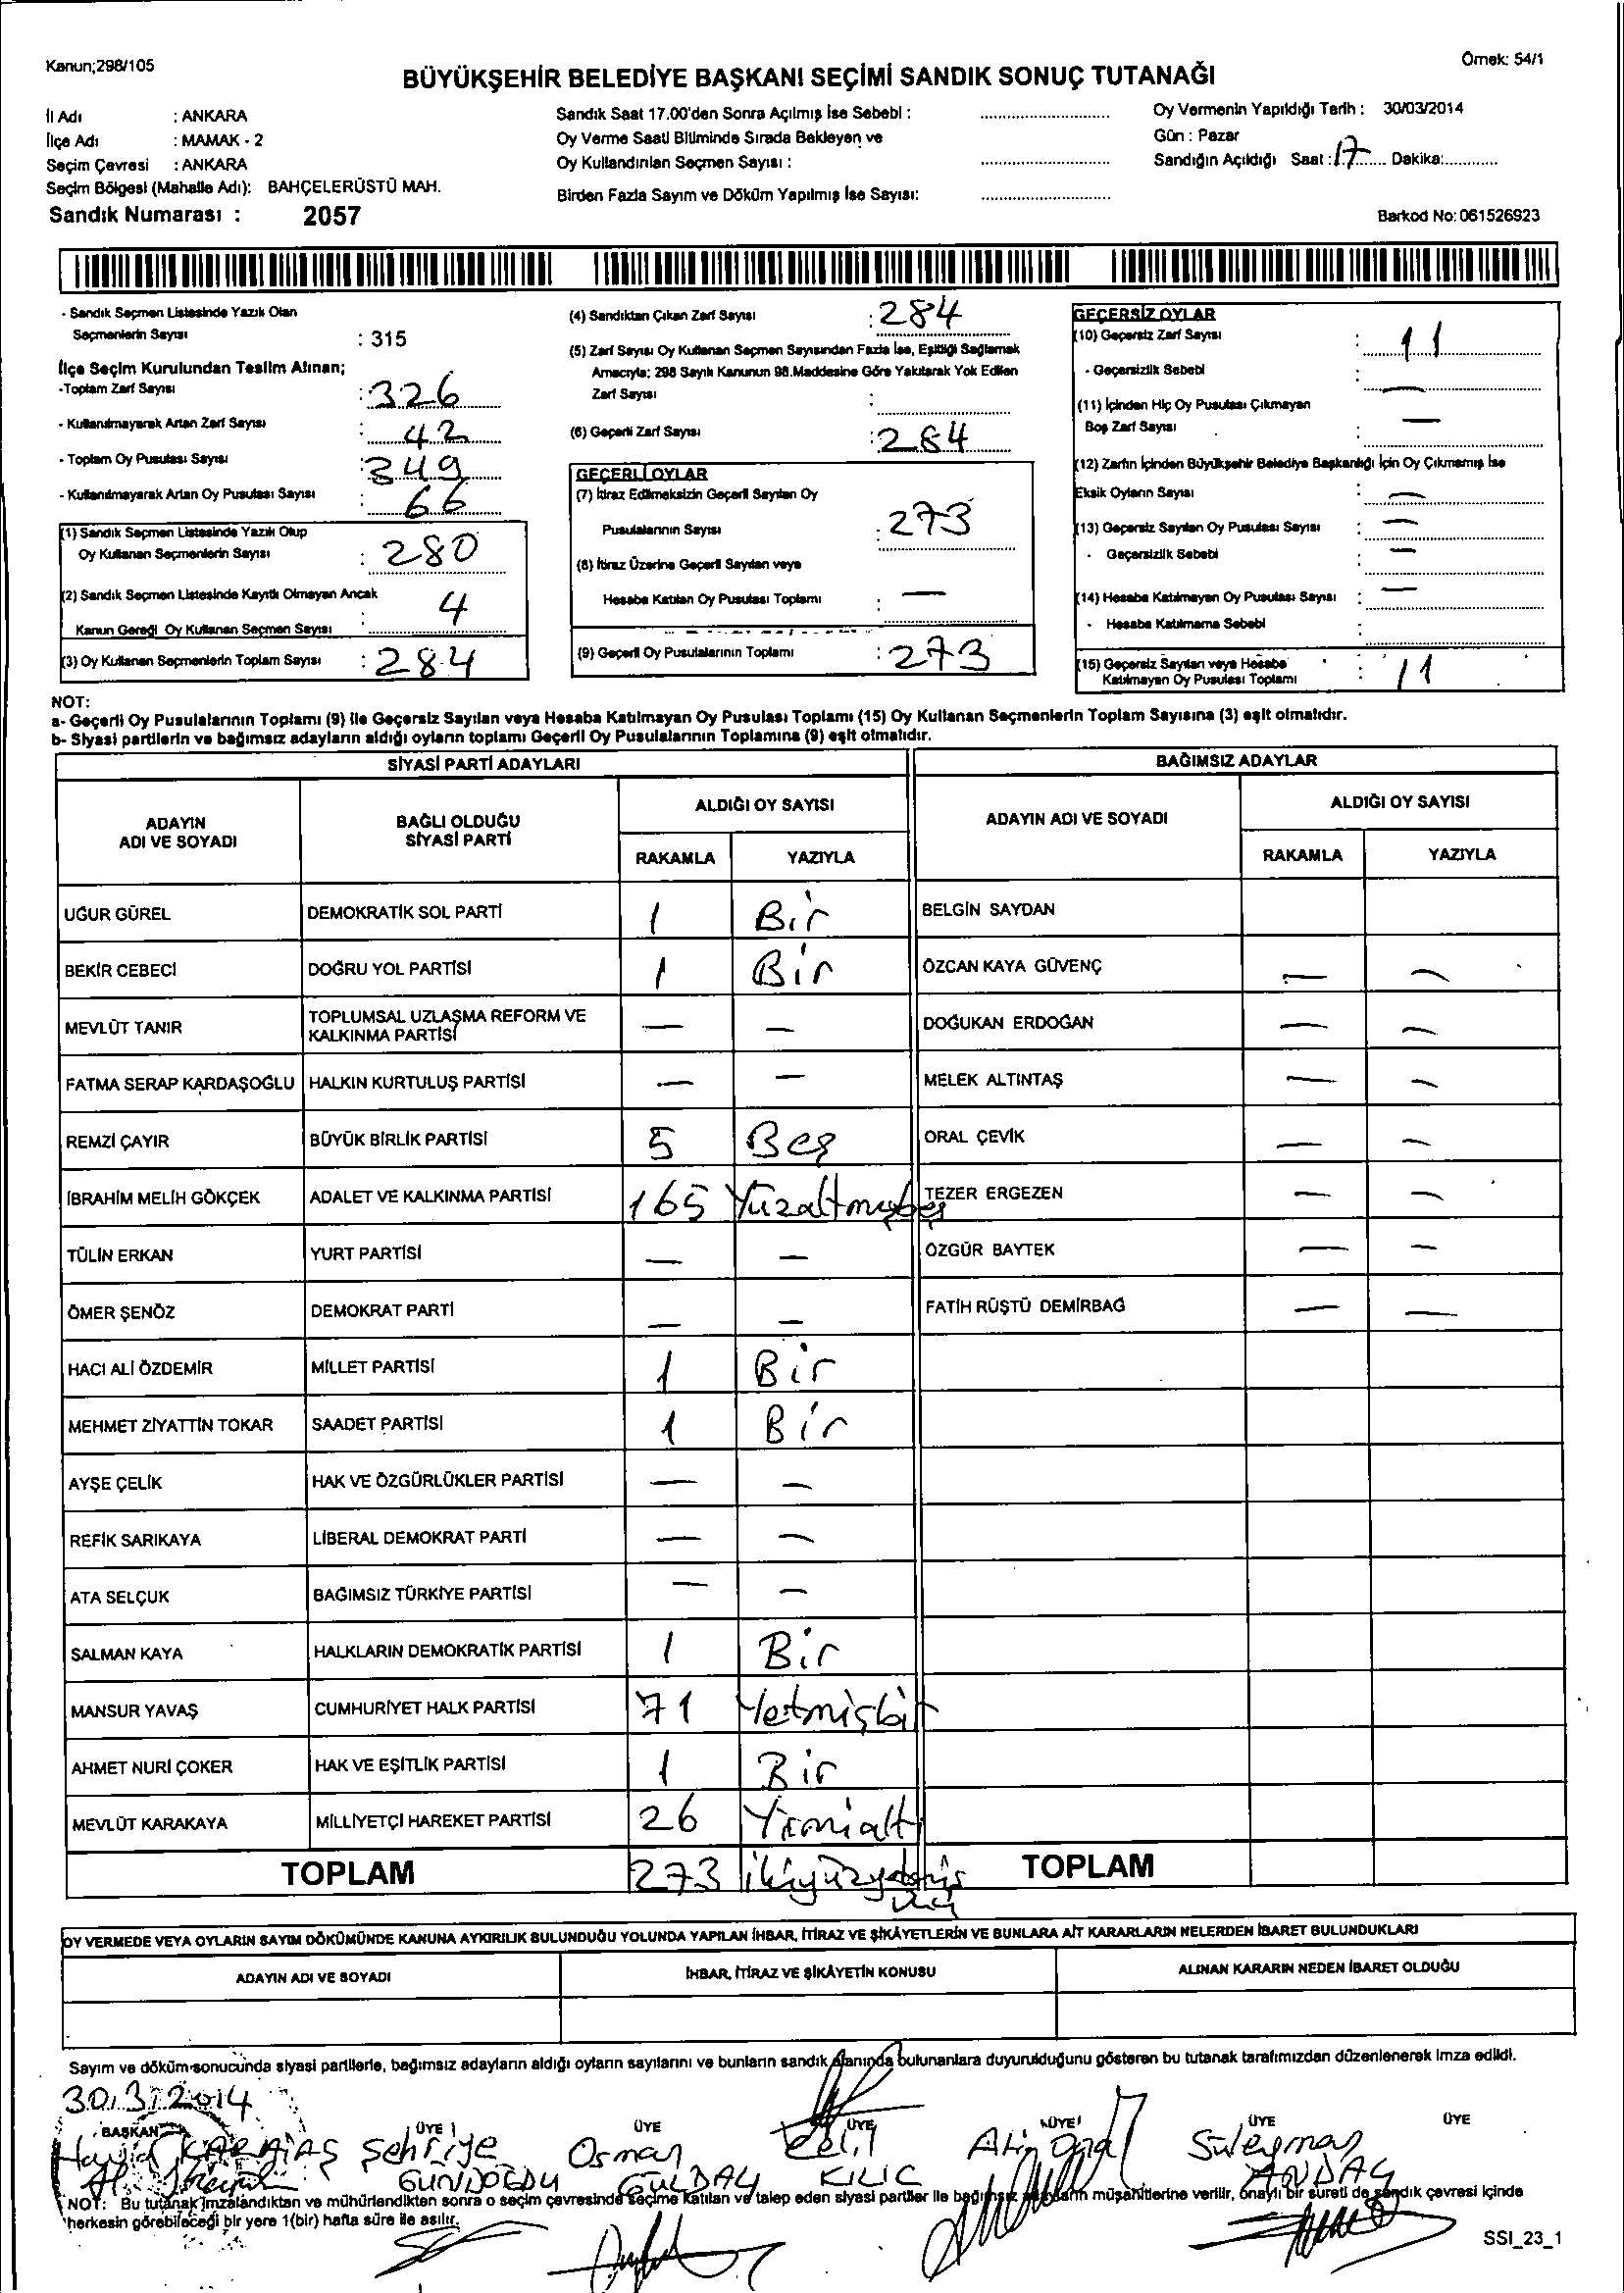 Kanun;298/105
Örnek: 54/1
BÜYÜKŞEHİR BELEDİYE BAŞKANI SEÇİMİ SANDIK SONUÇ TUTANAĞI
İl Adı : ANKARA
İlçe Adı : MAMAK - 2
Seçim Çevresi : ANKARA
Seçim Bölgesi (Mahalle Adı): BAHÇELERÜSTÜ MAH.
Sandık Numarası : 2057
Sandık Saat 17.00'den Sonra Açılmış İse Sebebi :
Oy Verme Saati Bitiminde Sırada Bekleyen ve
Oy Kullandırılan Seçmen Sayısı :
Birden Fazla Sayım ve Döküm Yapılmış İse Sayısı:
Oy Vermenin Yapıldığı Tarih : 30/03/2014
Gün : Pazar
Sandığın Açıldığı Saat : 17 Dakika:
Barkod No: 061526923
- Sandık Seçmen Listesinde Yazılı Olan
Seçmenlerin Sayısı : 315
İlçe Seçim Kurulundan Teslim Alınan;
-Toplam Zarf Sayısı : 326
- Kullanılmayarak Artan Zarf Sayısı : 42
- Toplam Oy Pusulası Sayısı : 349
- Kullanılmayarak Artan Oy Pusulası Sayısı : 66
(1) Sandık Seçmen Listesinde Yazılı Olup
Oy Kullanan Seçmenlerin Sayısı : 280
(2) Sandık Seçmen Listesinde Kayıtlı Olmayan Ancak
Kanun Gereği Oy Kullanan Seçmen Sayısı : 4
(3) Oy Kullanan Seçmenlerin Toplam Sayısı : 284
(4) Sandıktan Çıkan Zarf Sayısı : 284
(5) Zarf Sayısı Oy Kullanan Seçmen Sayısından Fazla İse, Eşitliği Sağlamak
Amacıyla; 298 Sayılı Kanunun 98.Maddesine Göre Yakılarak Yok Edilen
Zarf Sayısı :
(6) Geçerli Zarf Sayısı : 284
GEÇERLİ OYLAR
(7) İtiraz Edilmeksizin Geçerli Sayılan Oy
Pusulalarının Sayısı : 273
(8) İtiraz Üzerine Geçerli Sayılan veya
Hesaba Katılan Oy Pusulası Toplamı : —
(9) Geçerli Oy Pusulalarının Toplamı : 273
GEÇERSİZ OYLAR
(10) Geçersiz Zarf Sayısı : 11
- Geçersizlik Sebebi : —
(11) İçinden Hiç Oy Pusulası Çıkmayan
Boş Zarf Sayısı : —
(12) Zarfın İçinden Büyükşehir Belediye Başkanlığı İçin Oy Çıkmamış İse
Eksik Oyların Sayısı : —
(13) Geçersiz Sayılan Oy Pusulası Sayısı : —
- Geçersizlik Sebebi : —
(14) Hesaba Katılmayan Oy Pusulası Sayısı : —
- Hesaba Katılmama Sebebi :
(15) Geçersiz Sayılan veya Hesaba
Katılmayan Oy Pusulası Toplamı : 11
NOT:
a- Geçerli Oy Pusulalarının Toplamı (9) ile Geçersiz Sayılan veya Hesaba Katılmayan Oy Pusulası Toplamı (15) Oy Kullanan Seçmenlerin Toplam Sayısına (3) eşit olmalıdır.
b- Siyasi partilerin ve bağımsız adayların aldığı oyların toplamı Geçerli Oy Pusulalarının Toplamına (9) eşit olmalıdır.
SİYASİ PARTİ ADAYLARI
BAĞIMSIZ ADAYLAR
ADAYIN ADI VE SOYADI
BAĞLI OLDUĞU SİYASİ PARTİ
ALDIĞI OY SAYISI
RAKAMLA YAZIYLA
ADAYIN ADI VE SOYADI
ALDIĞI OY SAYISI
RAKAMLA YAZIYLA
UĞUR GÜREL DEMOKRATİK SOL PARTİ 1 Bir BELGİN SAYDAN
BEKİR CEBECİ DOĞRU YOL PARTİSİ 1 Bir ÖZCAN KAYA GÜVENÇ — —
MEVLÜT TANIR TOPLUMSAL UZLAŞMA REFORM VE KALKINMA PARTİSİ — — DOĞUKAN ERDOĞAN — —
FATMA SERAP KARDAŞOĞLU HALKIN KURTULUŞ PARTİSİ — — MELEK ALTINTAŞ — —
REMZİ ÇAYIR BÜYÜK BİRLİK PARTİSİ 5 Beş ORAL ÇEVİK — —
İBRAHİM MELİH GÖKÇEK ADALET VE KALKINMA PARTİSİ 165 Yüzaltmışbeş TEZER ERGEZEN — —
TÜLİN ERKAN YURT PARTİSİ — — ÖZGÜR BAYTEK — —
ÖMER ŞENÖZ DEMOKRAT PARTİ — — FATİH RÜŞTÜ DEMİRBAĞ — —
HACI ALİ ÖZDEMİR MİLLET PARTİSİ 1 Bir
MEHMET ZİYATTİN TOKAR SAADET PARTİSİ 1 Bir
AYŞE ÇELİK HAK VE ÖZGÜRLÜKLER PARTİSİ — —
REFİK SARIKAYA LİBERAL DEMOKRAT PARTİ — —
ATA SELÇUK BAĞIMSIZ TÜRKİYE PARTİSİ — —
SALMAN KAYA HALKLARIN DEMOKRATİK PARTİSİ 1 Bir
MANSUR YAVAŞ CUMHURİYET HALK PARTİSİ 71 Yetmişbir
AHMET NURİ ÇOKER HAK VE EŞİTLİK PARTİSİ 1 Bir
MEVLÜT KARAKAYA MİLLİYETÇİ HAREKET PARTİSİ 26 Yirmialtı
TOPLAM 273 ikiyüzyetmiş üç TOPLAM
OY VERMEDE VEYA OYLARIN SAYIM DÖKÜMÜNDE KANUNA AYKIRILIK BULUNDUĞU YOLUNDA YAPILAN İHBAR, İTİRAZ VE ŞİKÂYETLERİN VE BUNLARA AİT KARARLARIN NELERDEN İBARET BULUNDUKLARI
ADAYIN ADI VE SOYADI İHBAR, İTİRAZ VE ŞİKÂYETİN KONUSU ALINAN KARARIN NEDEN İBARET OLDUĞU
Sayım ve döküm sonucunda siyasi partilerle, bağımsız adayların aldığı oyların sayılarını ve bunların sandık alanında bulunanlara duyurulduğunu gösteren bu tutanak tarafımızdan düzenlenerek imza edildi.
30.3.2014
BAŞKAN ÜYE ÜYE ÜYE ÜYE ÜYE ÜYE
Şehriye Osman Süleyman
GÜNDOĞDU GÜLDALI KILIÇ ANDAÇ
NOT: Bu tutanak imzalandıktan ve mühürlendikten sonra o seçim çevresinde seçime katılan ve talep eden siyasi partiler ile bağımsız adayların müşahitlerine verilir, onaylı bir sureti de sandık çevresi içinde
herkesin görebileceği bir yere 1(bir) hafta süre ile asılır.
SSI_23_1